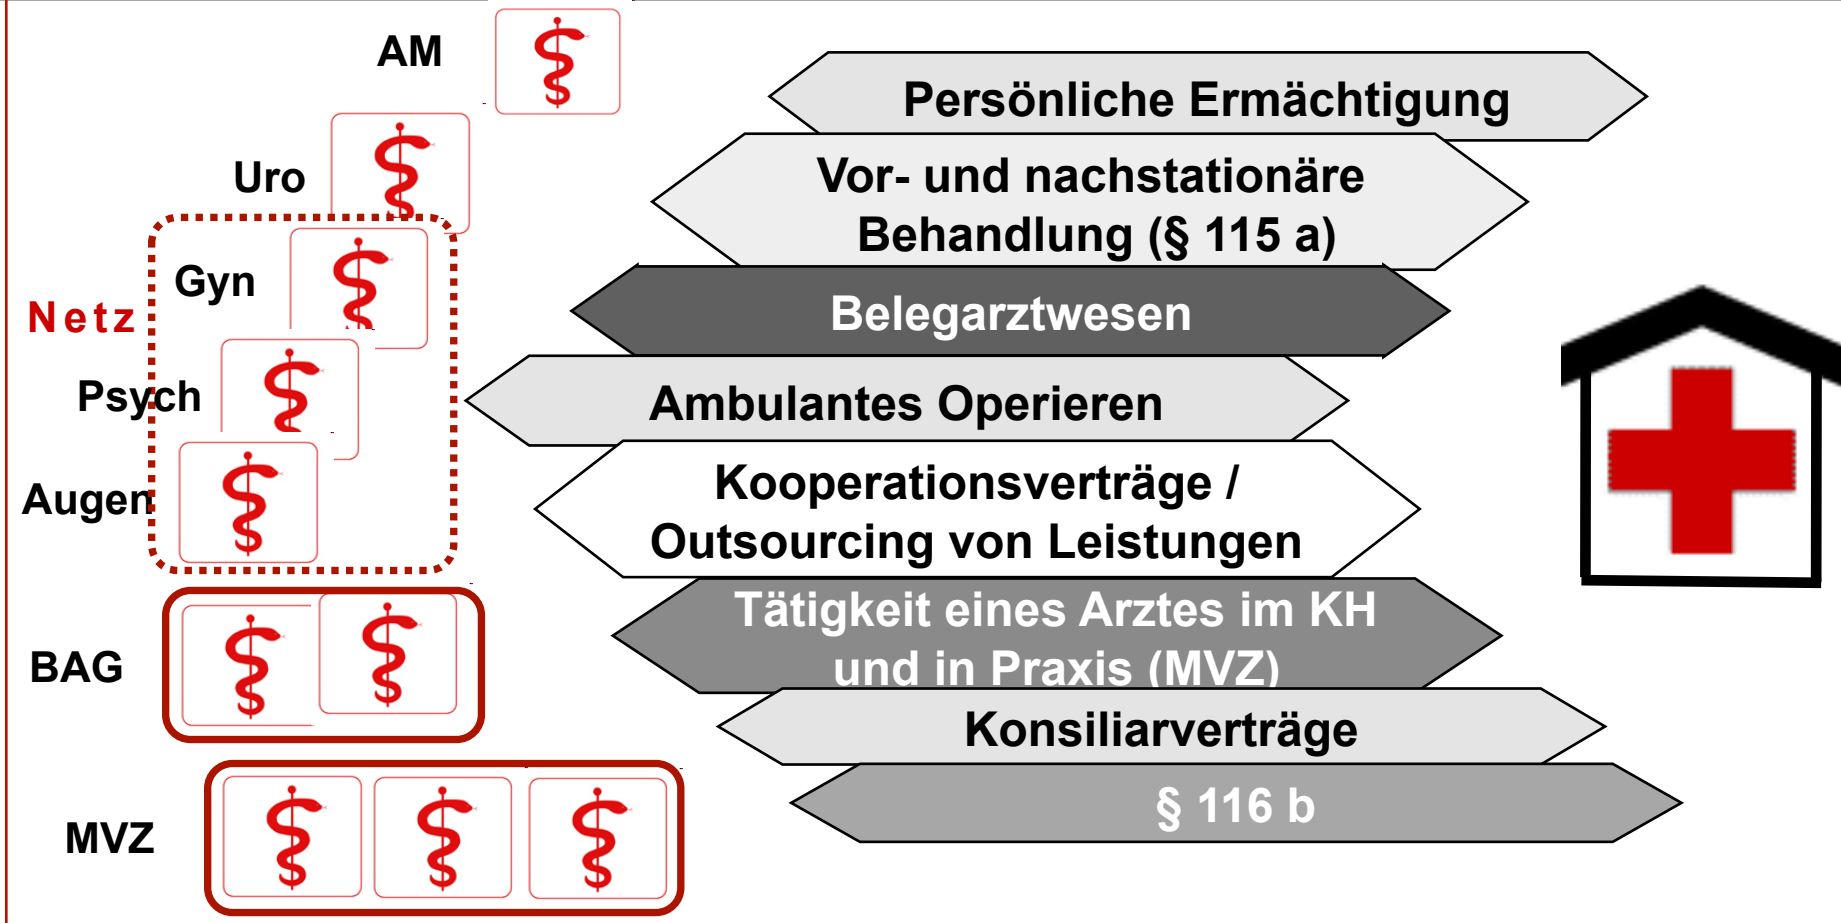 AM
Uro
Gyn
Netz
Psych
Augen
BAG
MVZ
Persönliche Ermächtigung
Vor- und nachstationäre
Behandlung (§ 115 a)
Belegarztwesen
Ambulantes Operieren
Kooperationsverträge /
Outsourcing von Leistungen
Tätigkeit eines Arztes im KH
und in Praxis (MVZ)
Konsiliarverträge
§ 116 b